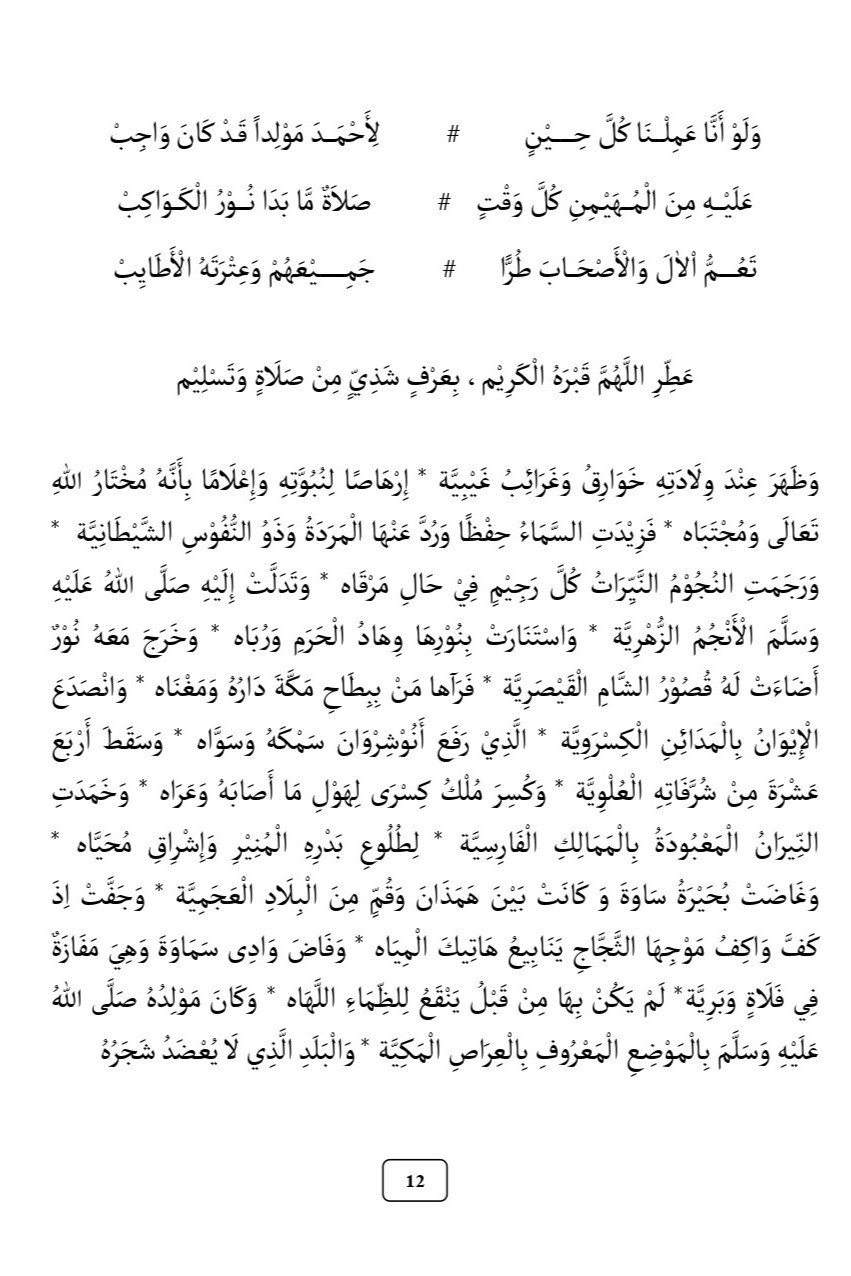 وَلَوْ أَنَّا عَمِلْـنَا كُلَّ حِـــيْنٍ # لِأَحْمَـدَ مَوْلِداً قَدْ كَانَ وَاجِبْ
عَلَيْـهِ مِنَ الْمُـهَيْمِنِ كُلَّ وَقْتٍ # صَلاَةٌ مَّا بَدَا نُـوْرُ الْكَـوَاكِبْ
تَعُـــمُّ اْلاٰلَ وَالْأَصْحَـابَ طُرًّا # جَمِـــيْعَهُمْ وَعِتْرَتَهُ الْأَطَايِبْ
عَطِّرِ اللَّهُمَّ قَبْرَهُ الْكَرِيْم ، بِعَرْفٍ شَذِيٍّ مِنْ صَلَاةٍ وَتَسْلِيْم
وَظَهَرَ عِنْدَ وِلَادَتِهِ خَوَارِقُ وَغَرَائِبُ غَيْبِيَّة * إِرْهَاصًا لِنُبُوَّتِهِ وَإِعْلَامًا بِأَنَّهُ مُخْتَارُ اللهِ
تَعَالَى وَمُجْتَبَاه * فَزِيْدَتِ السَّمَاءُ حِفْظًا وَرُدَّ عَنْهَا الْمَرَدَةُ وَذَوُ النُّفُوْسِ الشَّيْطَانِيَّة *
وَرَجَمَتِ النُجُوْمُ النَّيِّرَاتُ كُلَّ رَجِيْمٍ فِيْ حَالِ مَرْقَاه * وَتَدَلَّتْ إِلَيْهِ صَلَّى اللهُ عَلَيْهِ
وَسَلَّمَ الْأَنْجُمُ الزُّهْرِيَّة * وَاسْتَنَارَتْ بِنُوْرِهَا وِهَادُ الْحَرَمِ وَرُبَاه * وَخَرَجَ مَعَهُ نُوْرٌ
أَضَاءَتْ لَهُ قُصُوْرُ الشَّامِ الْقَيْصَرِيَّة * فَرَآها مَنْ بِبِطَاحِ مَكَّةَ دَارُهُ وَمَغْنَاه * وَانْصَدَعَ
الْإِيْوَانُ بِالْمَدَائِنِ الْكِسْرَوِيَّة * الَّذِيْ رَفَعَ أَنُوْشِرْوَانَ سَمْكَهُ وَسَوَّاه * وَسَقَطَ أَرْبَعَ
عَشْرَةَ مِنْ شُرَّفَاتِهِ الْعُلْوِيَّة * وَكُسِرَ مُلْكُ كِسْرَى لِهَوْلِ مَا أَصَابَهُ وَعَرَاه * وَخَمَدَتِ
النِّيرَانُ الْمَعْبُودَةُ بِالْمَمَالِكِ الْفَارِسِيَّة * لِطُلُوعِ بَدْرِهِ الْمُنِيْرِ وَإِشْرَاقِ مُحَيَّاه *
وَغَاضَتْ بُحَيْرَةُ سَاوَةَ وَ كَانَتْ بَيْنَ هَمَذَانَ وَقُمٍّ مِنَ الْبِلَادِ الْعَجَمِيَّة * وَجَفَّتْ اِذَ
كَفَّ وَاكِفُ مَوْجِهَا الثَّجَّاجِ يَنَابِيعُ هَاتِيكَ الْمِيَاه * وَفَاضَ وَادِى سَمَاوَةَ وَهِيَ مَفَازَةٌ
فِي فَلَاةٍ وَبَرِيَّة* لَمْ يَكُنْ بِهَا مِنْ قَبْلُ يَنْقَعُ لِلظِّمَاءِ اللَّهَاه * وَكَانَ مَوْلِدُهُ صَلَّى اللهُ
عَلَيْهِ وَسَلَّمَ بِالْمَوْضِعِ الْمَعْرُوفِ بِالْعِرَاصِ الْمَكِيَّة * وَالْبَلَدِ الَّذِي لَا يُعْضَدُ شَجَرُهُ
12